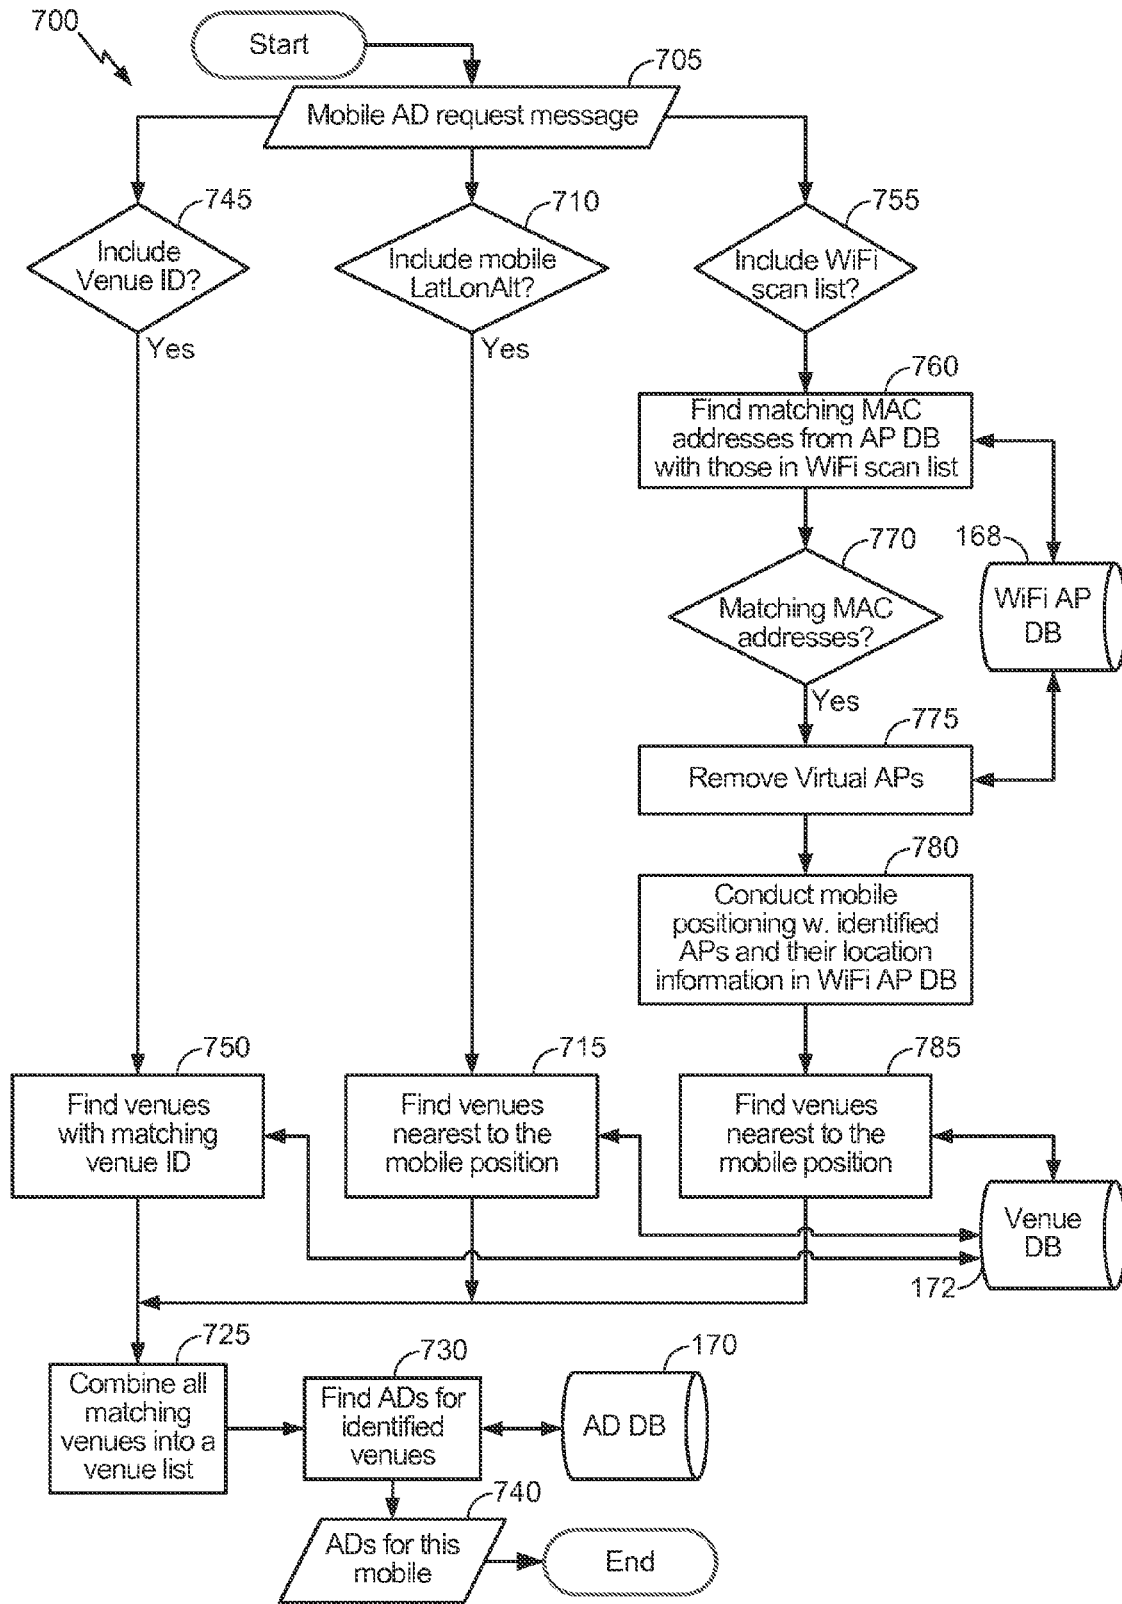 700
Start
705
Mobile AD request message
745
Include
Venue ID?
Yes
710
Include mobile
LatLonAlt?
Yes
755
Include WiFi
scan list?
760
Find matching MAC
addresses from AP DB
with those in WiFi scan list
770
Matching MAC
addresses?
Yes
168
WiFi AP
DB
775
Remove Virtual APs
780
Conduct mobile
positioning w. identified
APs and their location
information in WiFi AP DB
750
Find venues
with matching
venue ID
715
Find venues
nearest to the
mobile position
785
Find venues
nearest to the
mobile position
Venue
DB
172
725
Combine all
matching
venues into a
venue list
730
Find ADs for
identified
venues
170
AD DB
740
ADs for this
mobile
End